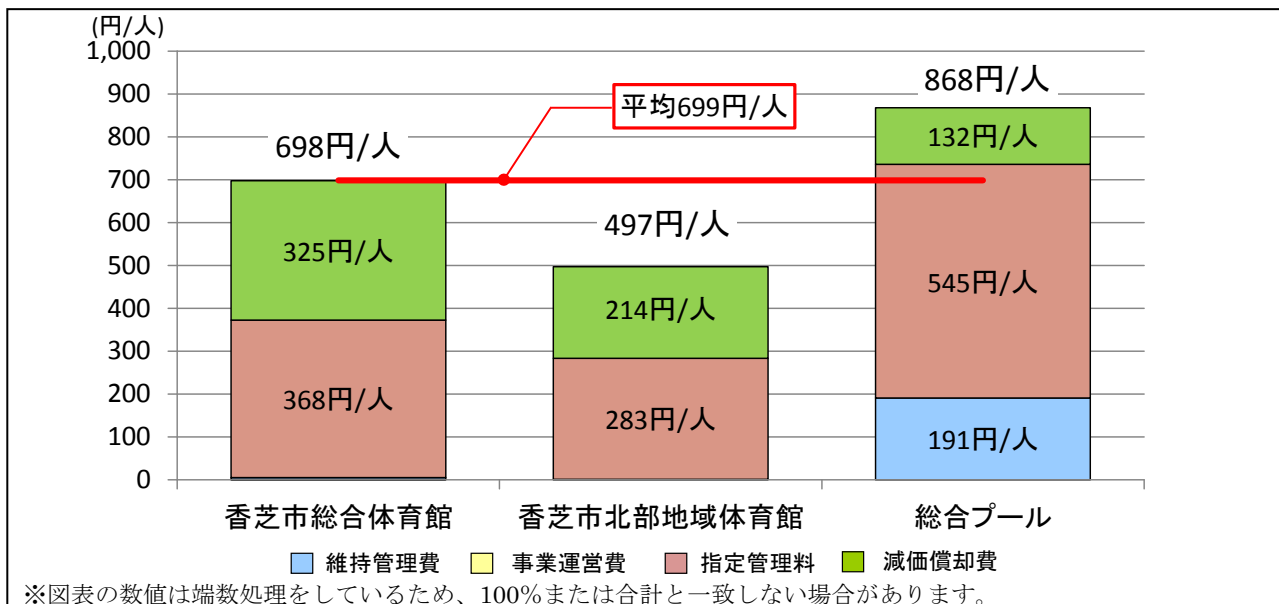 (円/人)
1,000
900
800
700
600
500
400
300
200
100
0
698円/人
325円/人
368円/人
平均699円/人
497円/人
214円/人
283円/人
868円/人
132円/人
545円/人
191円/人
香芝市総合体育館
香芝市北部地域体育館
総合プール
維持管理費 事業運営費 指定管理料 減価償却費
※図表の数値は端数処理をしているため、100%または合計と一致しない場合があります。